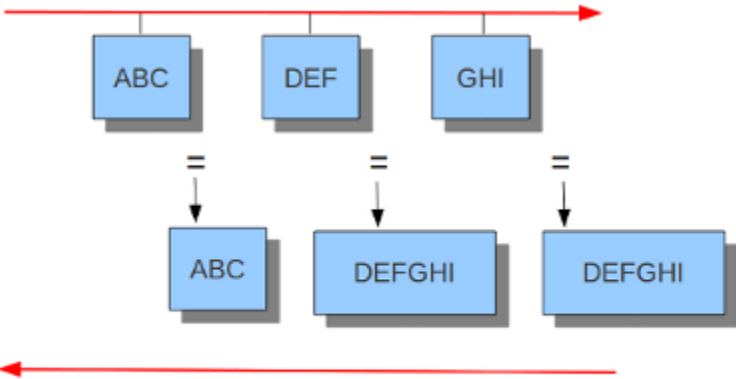 ABC DEF GHI
= = =
ABC DEFGHI DEFGHI